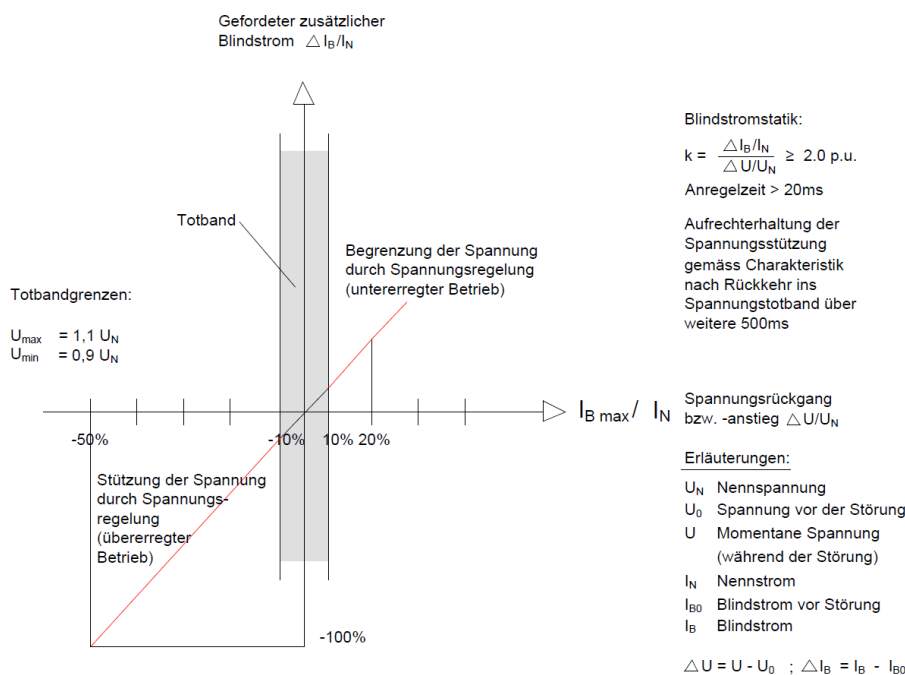 Gefordeter zusätzlicher
Blindstrom △ I_B/I_N
Blindstromstatik:
k = △ I_B/I_N / △ U/U_N ≥ 2.0 p.u.
Anregelzeit > 20ms
Totband
Aufrechterhaltung der
Spannungsstützung
gemäss Charakteristik
nach Rückkehr ins
Spannungstotband über
weitere 500ms
Begrenzung der Spannung
durch Spannungsregelung
(untererregter Betrieb)
Totbandgrenzen:
U_max = 1,1 U_N
U_min = 0,9 U_N
I_B max / I_N
Spannungsrückgang
bzw. -anstieg △ U/U_N
-50%
-10%
10%
20%
Stützung der Spannung
durch Spannungs-
regelung
(übererregter
Betrieb)
-100%
Erläuterungen:
U_N Nennspannung
U_0 Spannung vor der Störung
U Momentane Spannung
(während der Störung)
I_N Nennstrom
I_B0 Blindstrom vor Störung
I_B Blindstrom
△ U = U - U_0 ; △ I_B = I_B - I_B0